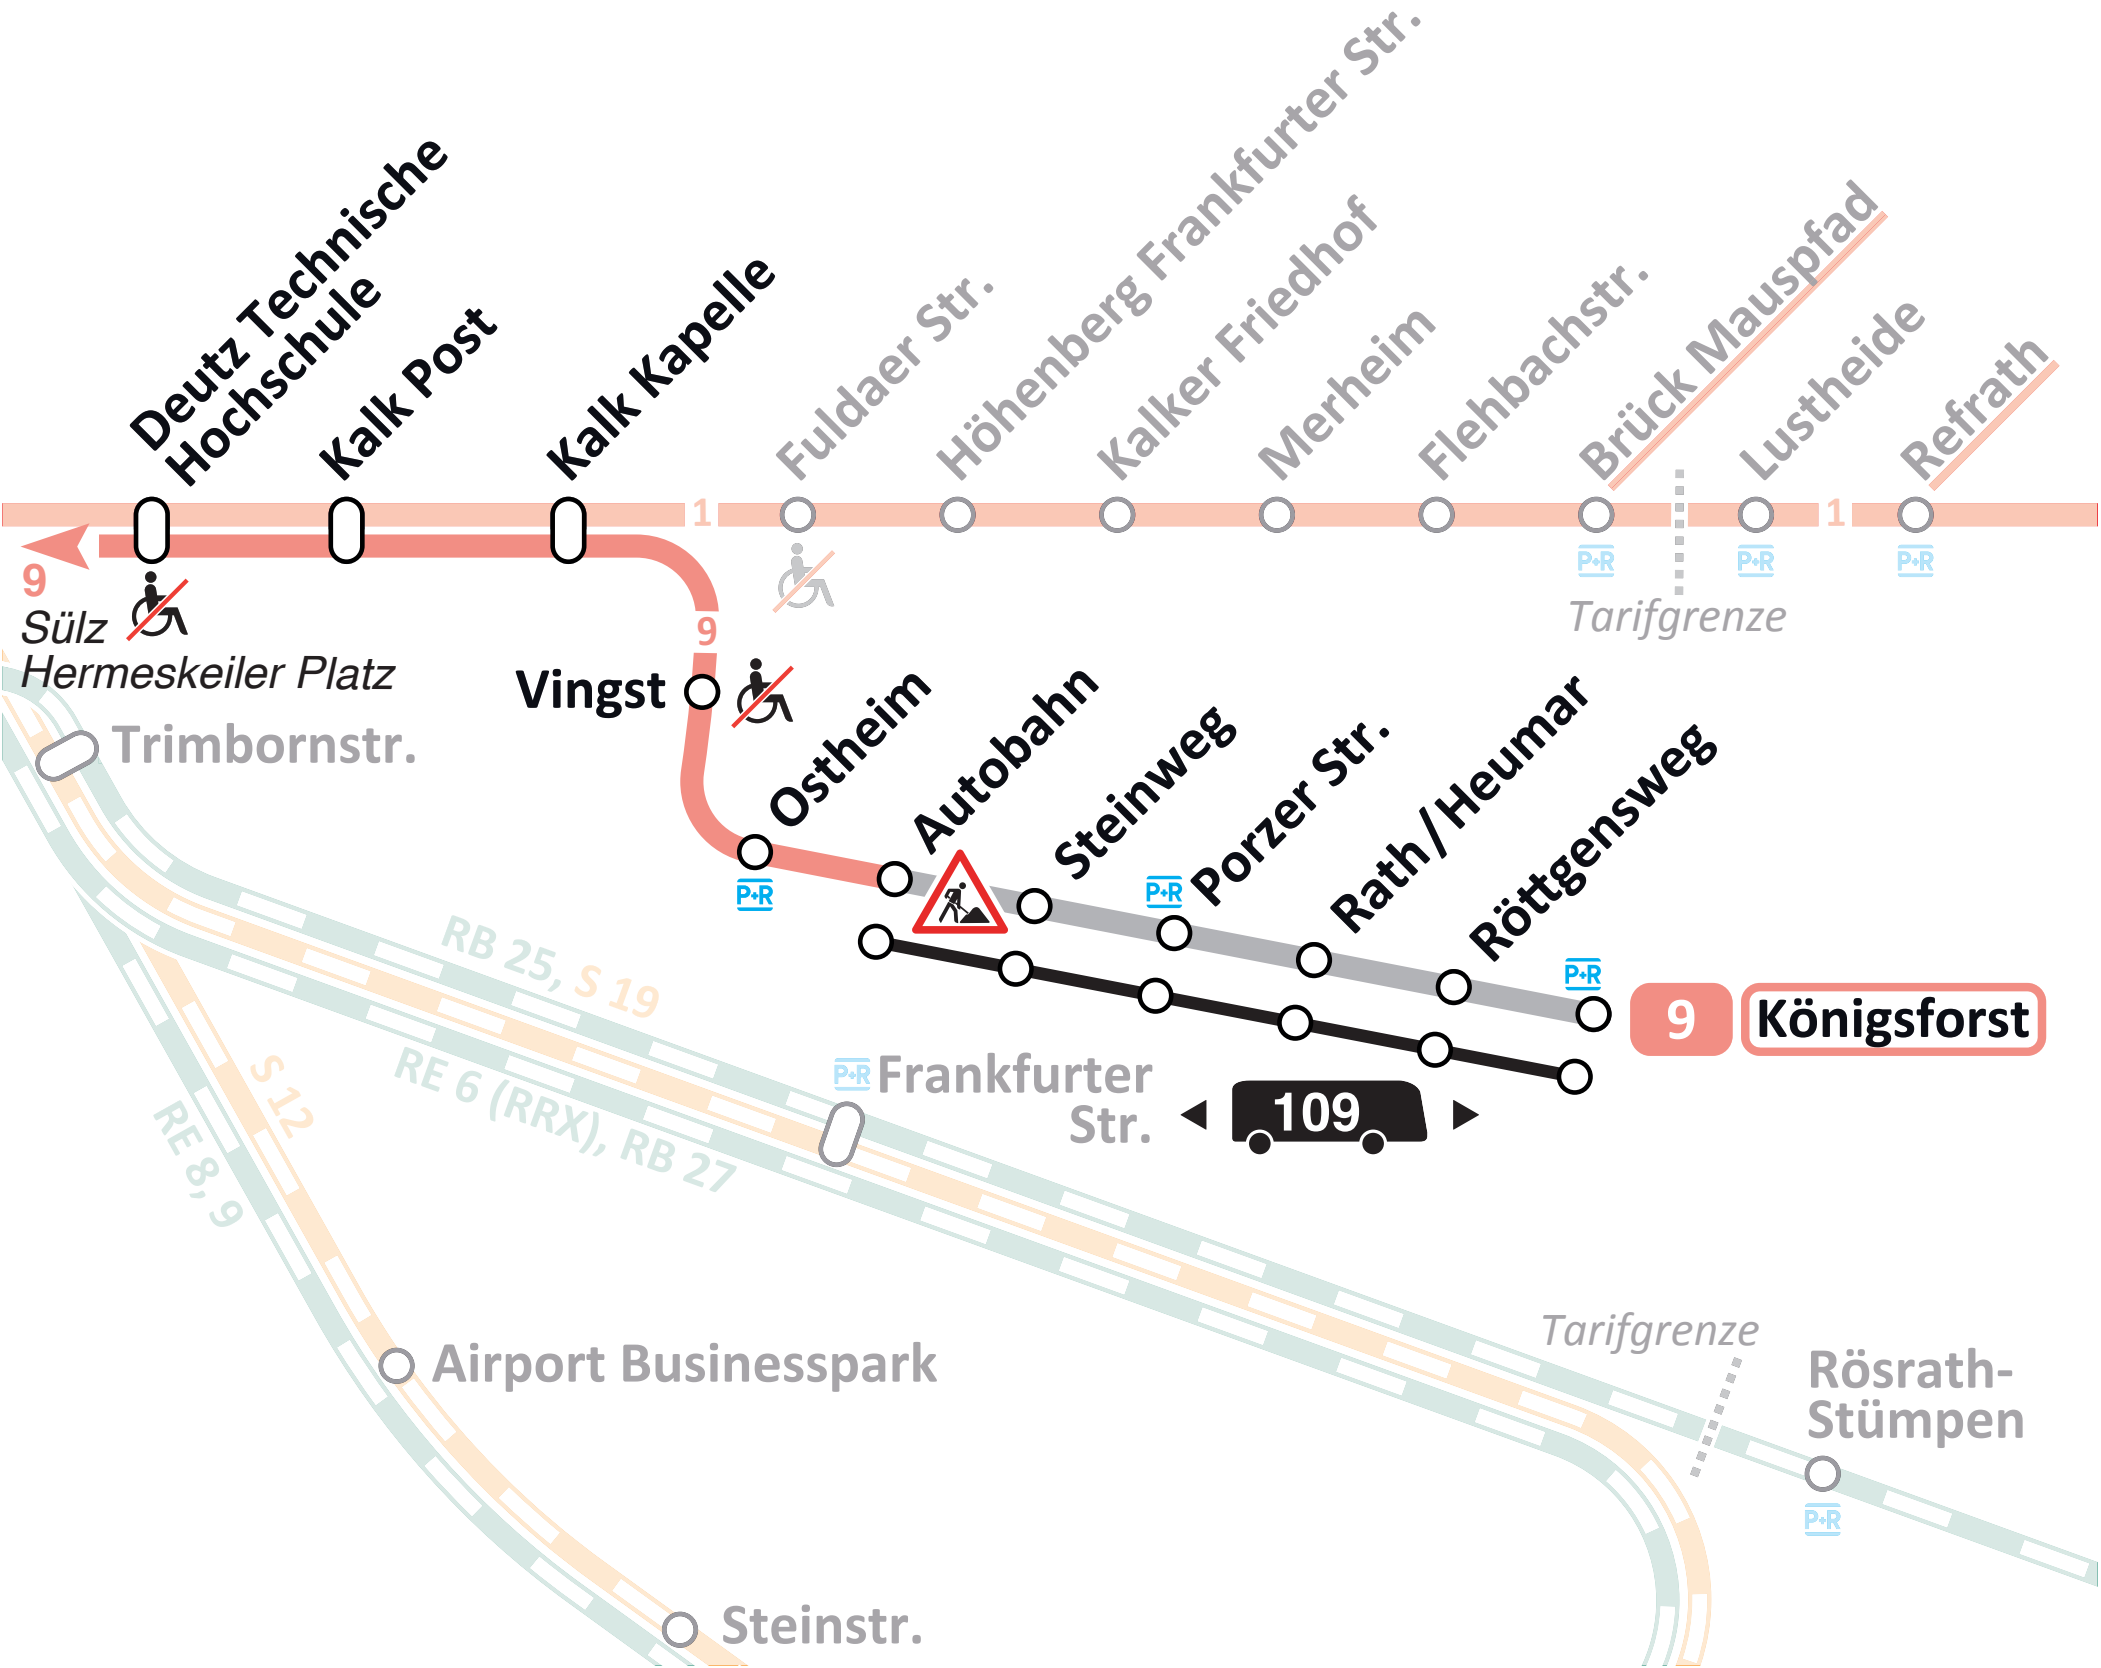 Deutz Technische
Hochschule
Kalk Post
Kalk Kapelle
Fuldaer Str.
Höhenberg Frankfurter Str.
Kalker Friedhof
Merheim
Flehbachstr.
Brück Mauspfad
Lustheide
Refrath
1
1
P+R
P+R
P+R
Tarifgrenze
9
Sülz
Hermeskeiler Platz
9
Vingst
Trimbornstr.
Ostheim
P+R
Autobahn
Steinweg
P+R
Porzer Str.
Rath/Heumar
Röttgensweg
P+R
9
Königsforst
RB 25, S 19
RE 6 (RRX), RB 27
S 12
RE 8, 9
P+R
Frankfurter
Str.
109
Airport Businesspark
Tarifgrenze
Rösrath-
Stümpen
P+R
Steinstr.